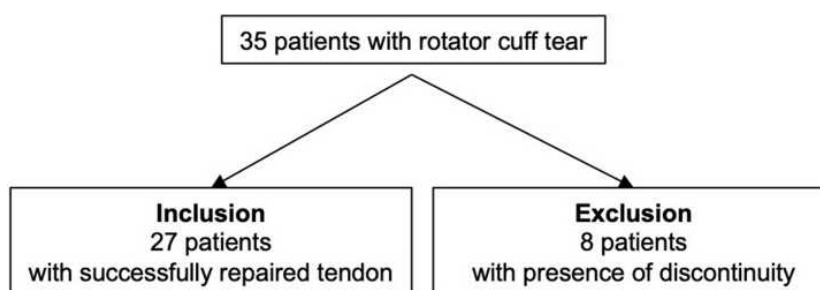 35 patients with rotator cuff tear
Inclusion
27 patients
with successfully repaired tendon
Exclusion
8 patients
with presence of discontinuity